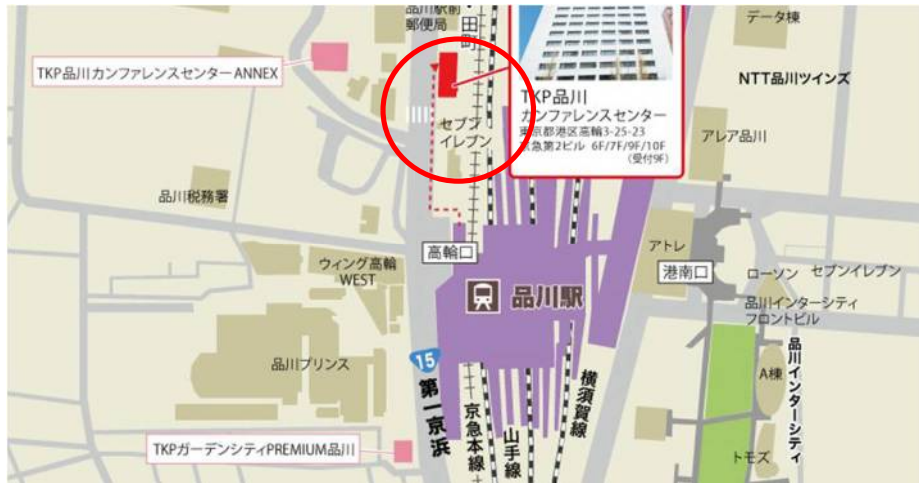 品川駅前
郵便局
・田町
データ棟
TKP品川カンファレンスセンターANNEX
NTT品川ツインズ
TKP品川
カンファレンスセンター
東京都港区高輪3-25-23
京急第2ビル 6F/7F/9F/10F
(受付9F)
セブン
イレブン
アレア品川
品川税務署
高輪口
アトレ
港南口
ウィング高輪
WEST
ローソン
セブンイレブン
品川駅
品川インターシティ
フロントビル
品川プリンス
15
第一京浜
京急本線
山手線
横須賀線
A棟
品川インターシティ
TKPガーデンシティPREMIUM品川
トモズ